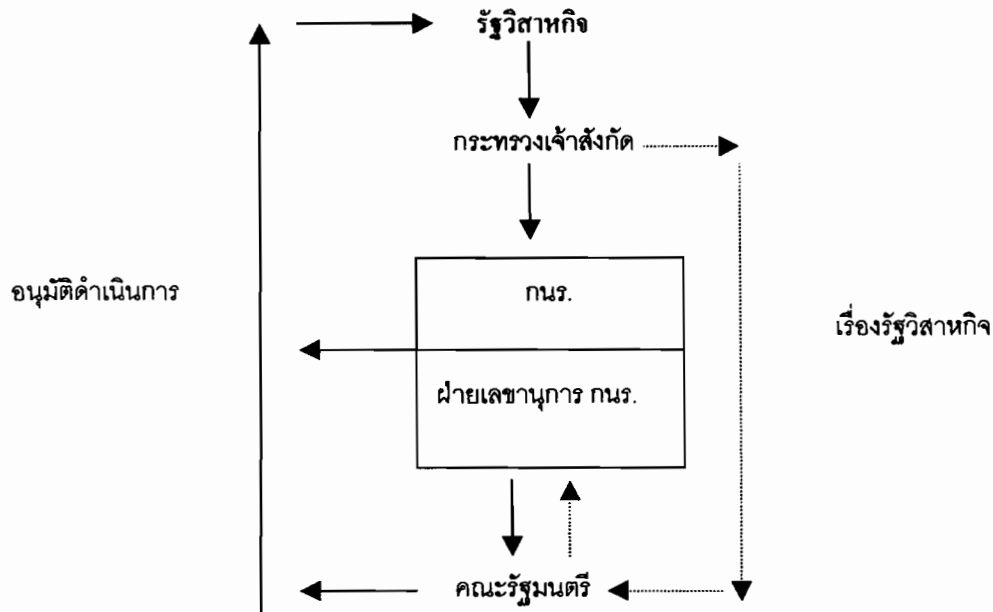 รัฐวิสาหกิจ
กระทรวงเจ้าสังกัด
อนุมัติดำเนินการ
กนร.
เรื่องรัฐวิสาหกิจ
ฝ่ายเลขานุการ กนร.
คณะรัฐมนตรี